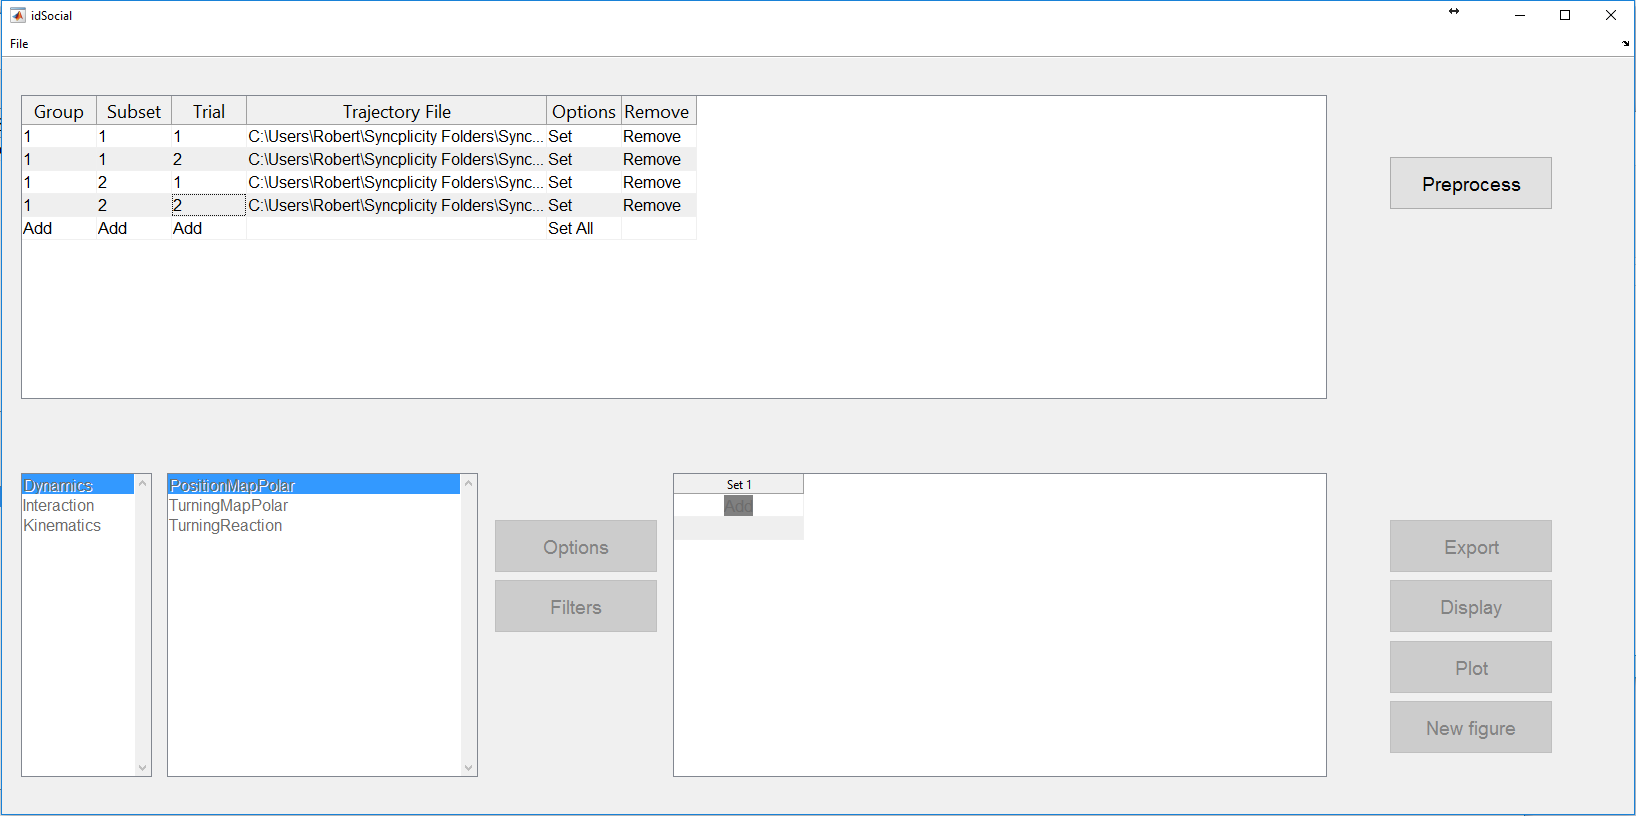 idSocial
File
Group Subset Trial Trajectory File Options Remove
1 1 1 C:\Users\Robert\Syncplicity Folders\Sync... Set Remove
1 1 2 C:\Users\Robert\Syncplicity Folders\Sync... Set Remove
1 2 1 C:\Users\Robert\Syncplicity Folders\Sync... Set Remove
1 2 2 C:\Users\Robert\Syncplicity Folders\Sync... Set Remove
Add Add Add Set All
Preprocess
Dynamics
Interaction
Kinematics
PositionMapPolar
TurningMapPolar
TurningReaction
Options
Filters
Set 1
Add
Export
Display
Plot
New figure